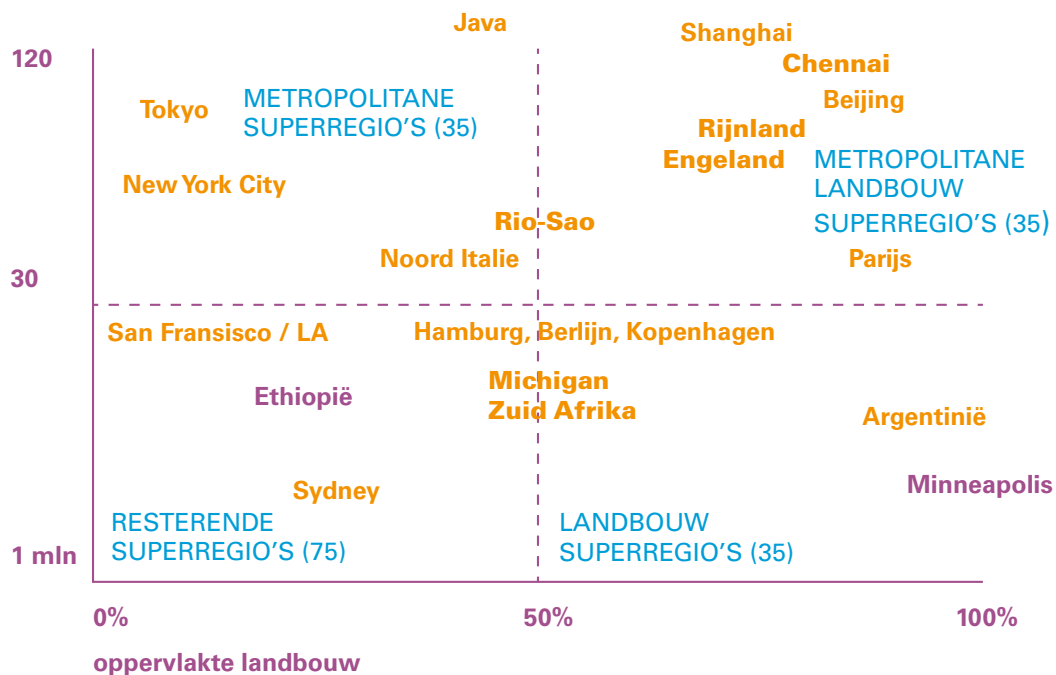 Java
Shanghai
120
Chennai
Beijing
Tokyo
METROPOLITANE
SUPERREGIO'S (35)
Rijnland
Engeland
METROPOLITANE
LANDBOUW
SUPERREGIO'S (35)
New York City
Rio-Sao
Noord Italie
Parijs
30
San Fransisco / LA
Hamburg, Berlijn, Kopenhagen
Michigan
Zuid Afrika
Ethiopië
Argentinië
Minneapolis
Sydney
RESTERENDE
SUPERREGIO'S (75)
LANDBOUW
SUPERREGIO'S (35)
1 mln
0%
50%
100%
oppervlakte landbouw